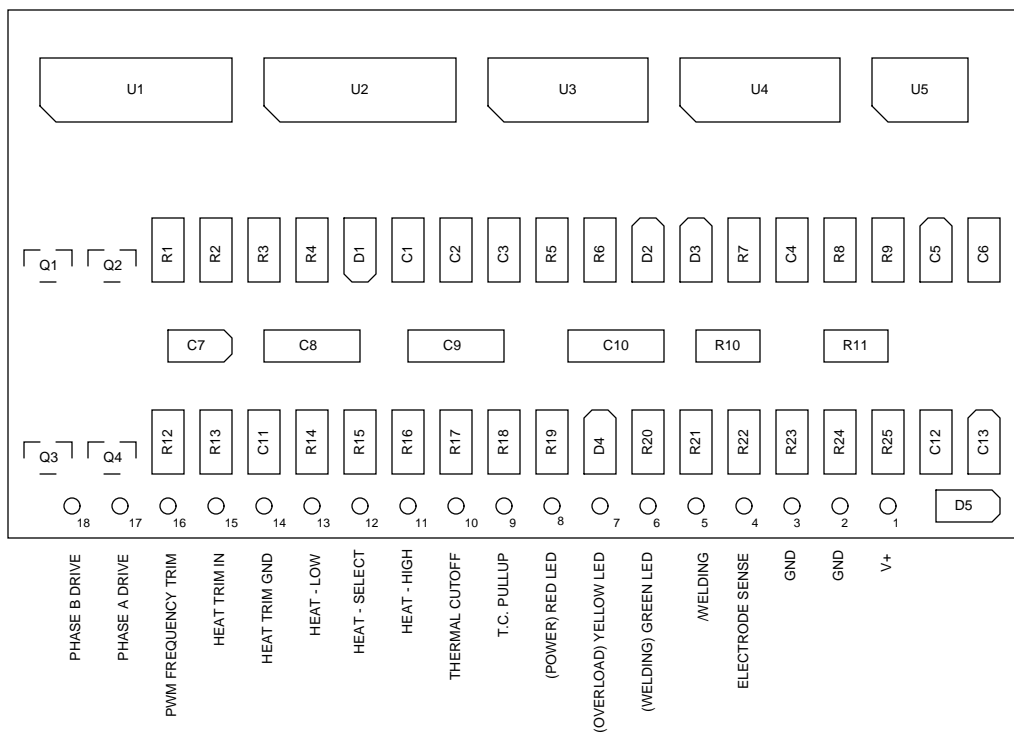 U1 U2 U3 U4 U5
Q1 Q2 R1 R2 R3 R4 D1 C1 C2 C3 R5 R6 D2 D3 R7 C4 R8 R9 C5 C6
C7 C8 C9 C10 R10 R11
Q3 Q4 R12 R13 C11 R14 R15 R16 R17 R18 R19 D4 R20 R21 R22 R23 R24 R25 C12 C13
D5
18 17 16 15 14 13 12 11 10 9 8 7 6 5 4 3 2 1
PHASE B DRIVE
PHASE A DRIVE
PWM FREQUENCY TRIM
HEAT TRIM IN
HEAT TRIM GND
HEAT - LOW
HEAT - SELECT
HEAT - HIGH
THERMAL CUTOFF
T.C. PULLUP
(POWER) RED LED
(OVERLOAD) YELLOW LED
(WELDING) GREEN LED
/WELDING
ELECTRODE SENSE
GND
GND
V+